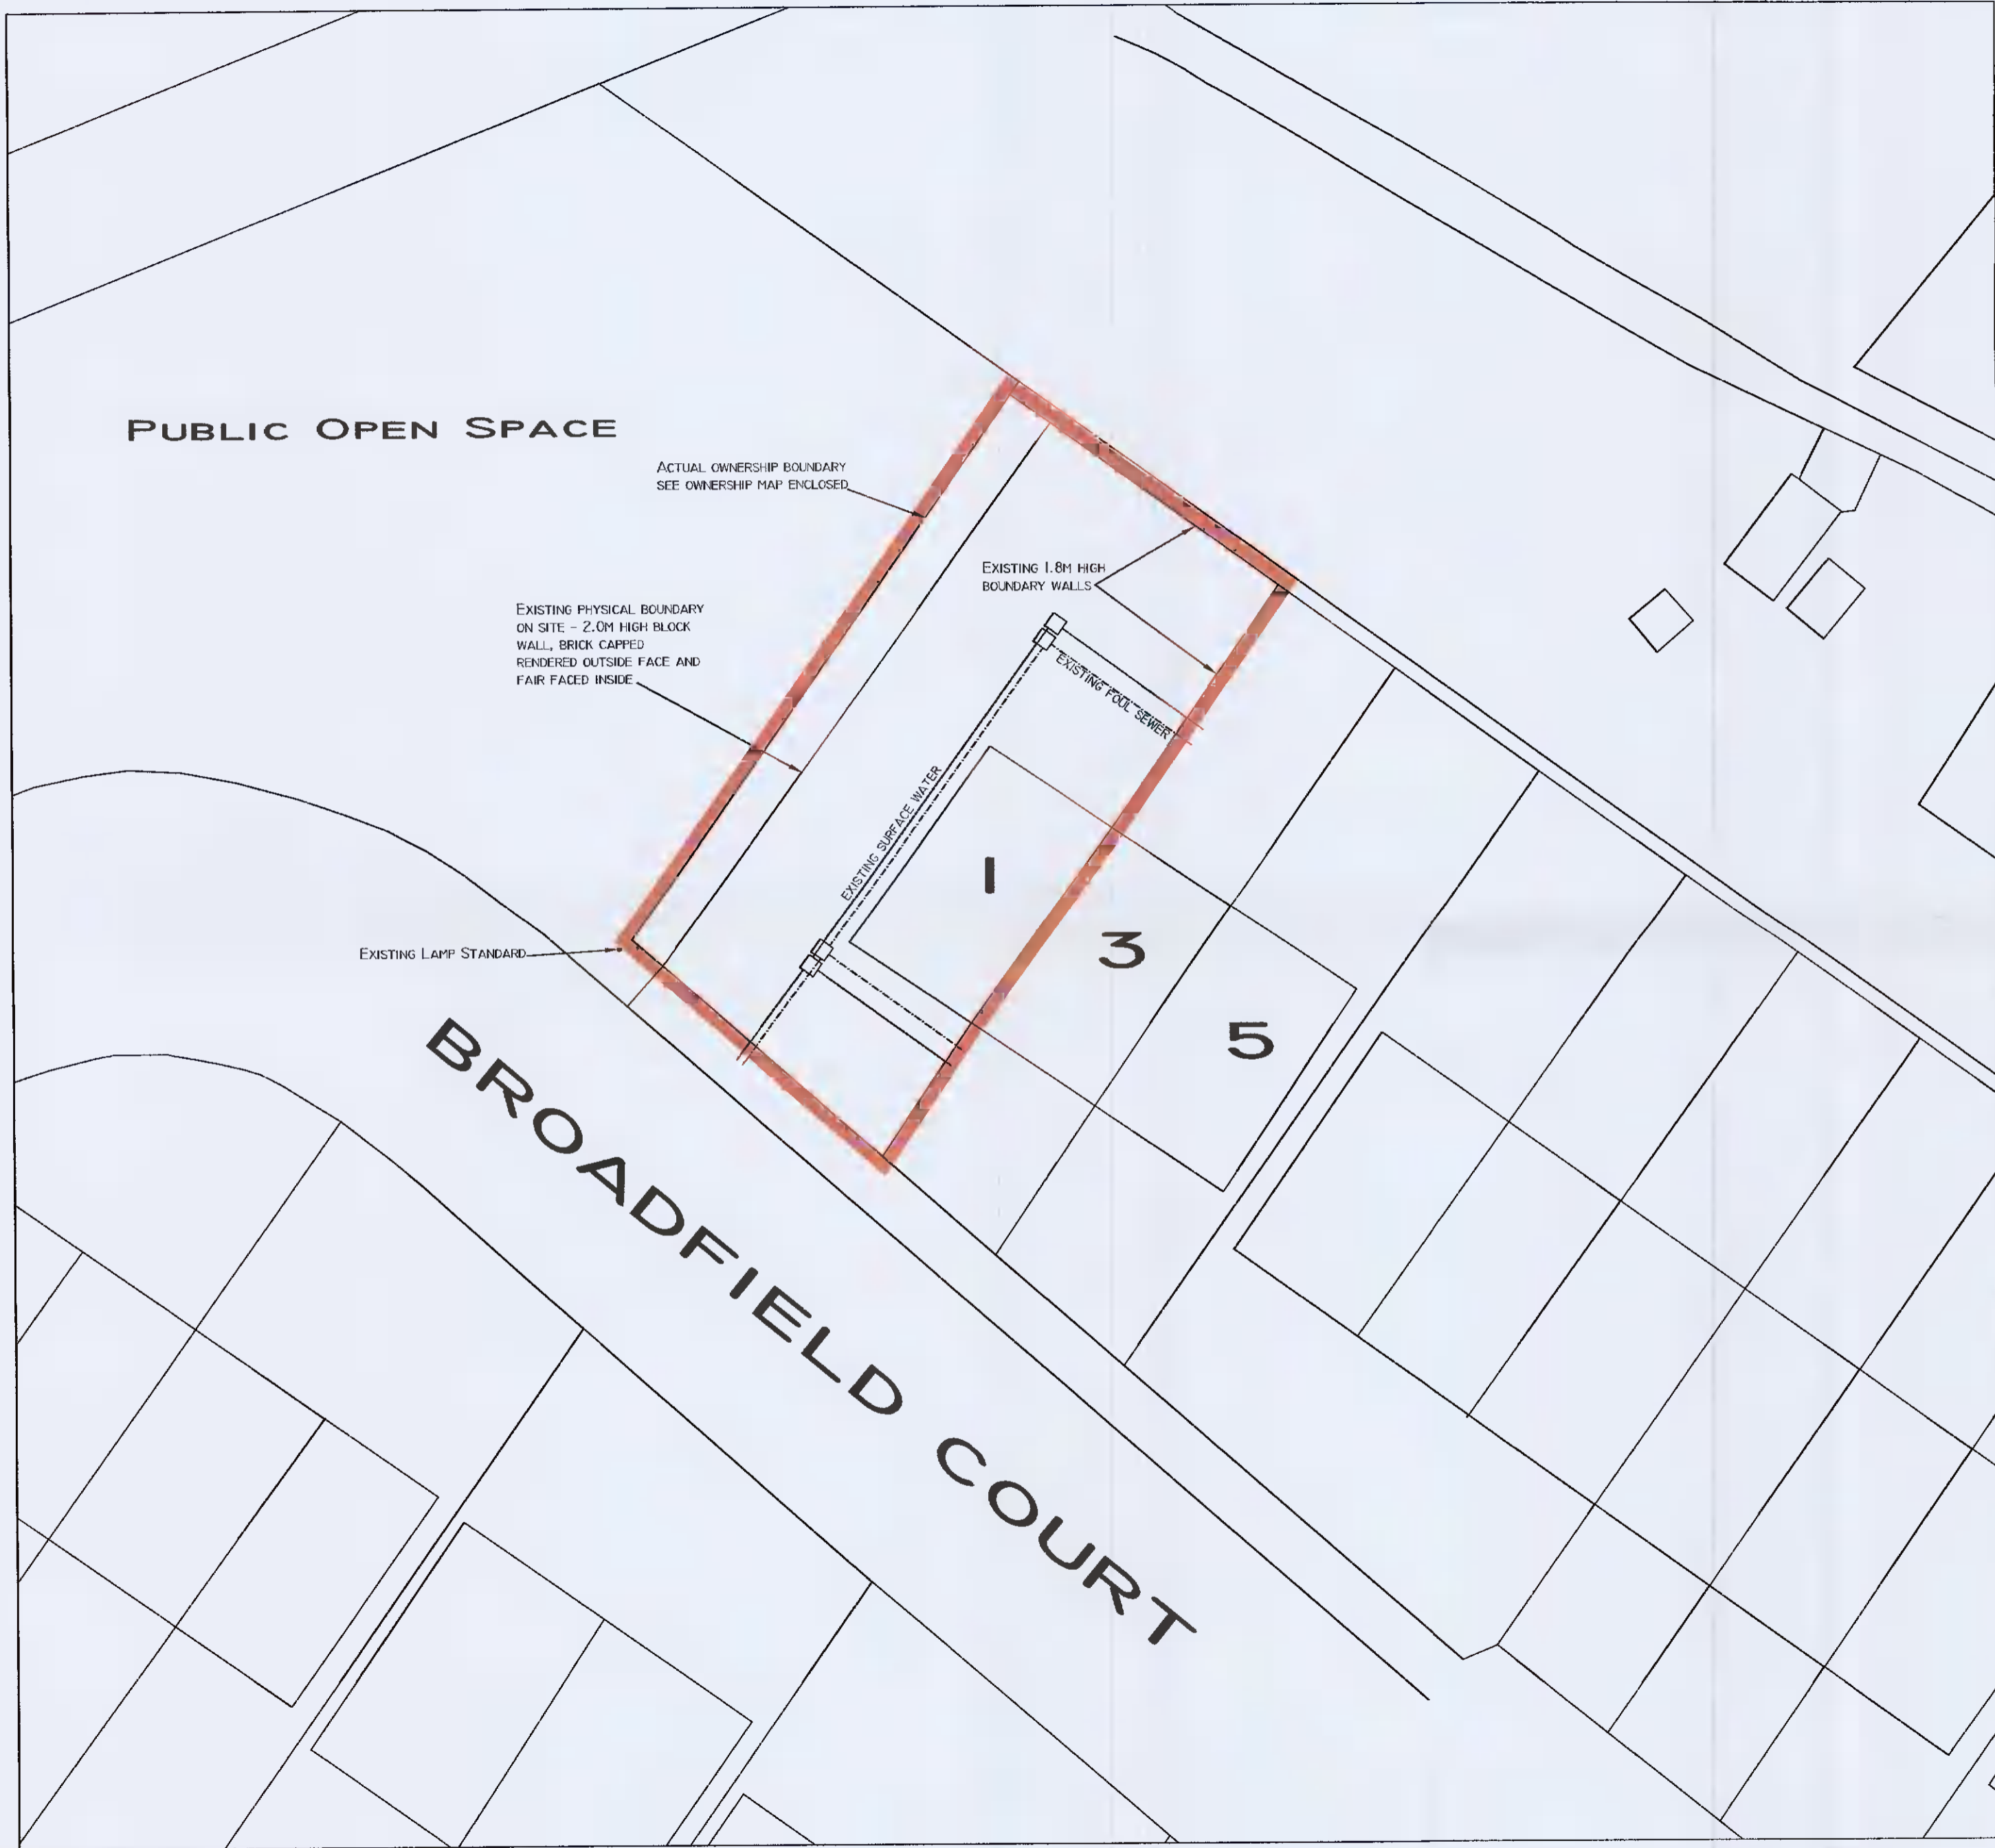 PUBLIC OPEN SPACE
ACTUAL OWNERSHIP BOUNDARY
SEE OWNERSHIP MAP ENCLOSED
EXISTING 1.8M HIGH
BOUNDARY WALLS
EXISTING PHYSICAL BOUNDARY
ON SITE - 2.0M HIGH BLOCK
WALL, BRICK CAPPED
RENDERED OUTSIDE FACE AND
FAIR FACED INSIDE
EXISTING FOUL SEWER
EXISTING SURFACE WATER
1
3
5
EXISTING LAMP STANDARD
BROADFIELD COURT